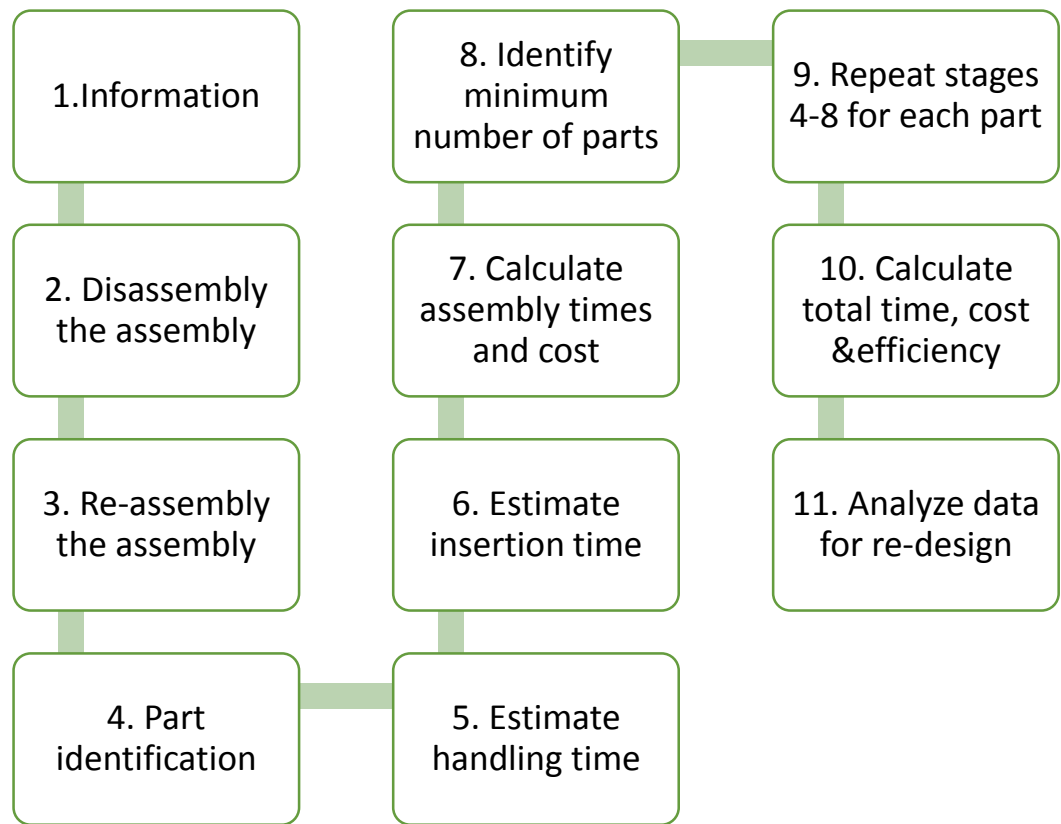 1.Information
2. Disassembly
the assembly
3. Re-assembly
the assembly
4. Part
identification
5. Estimate
handling time
6. Estimate
insertion time
7. Calculate
assembly times
and cost
8. Identify
minimum
number of parts
9. Repeat stages
4-8 for each part
10. Calculate
total time, cost
&efficiency
11. Analyze data
for re-design